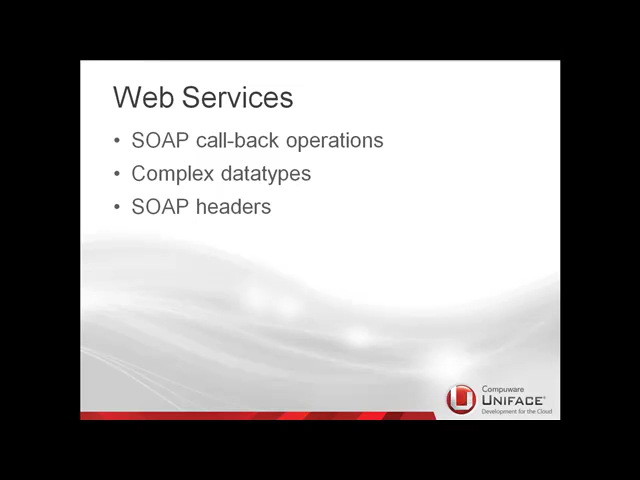 Web Services
• SOAP call-back operations
• Complex datatypes
• SOAP headers
Compuware
UNIFACE®
Development for the Cloud